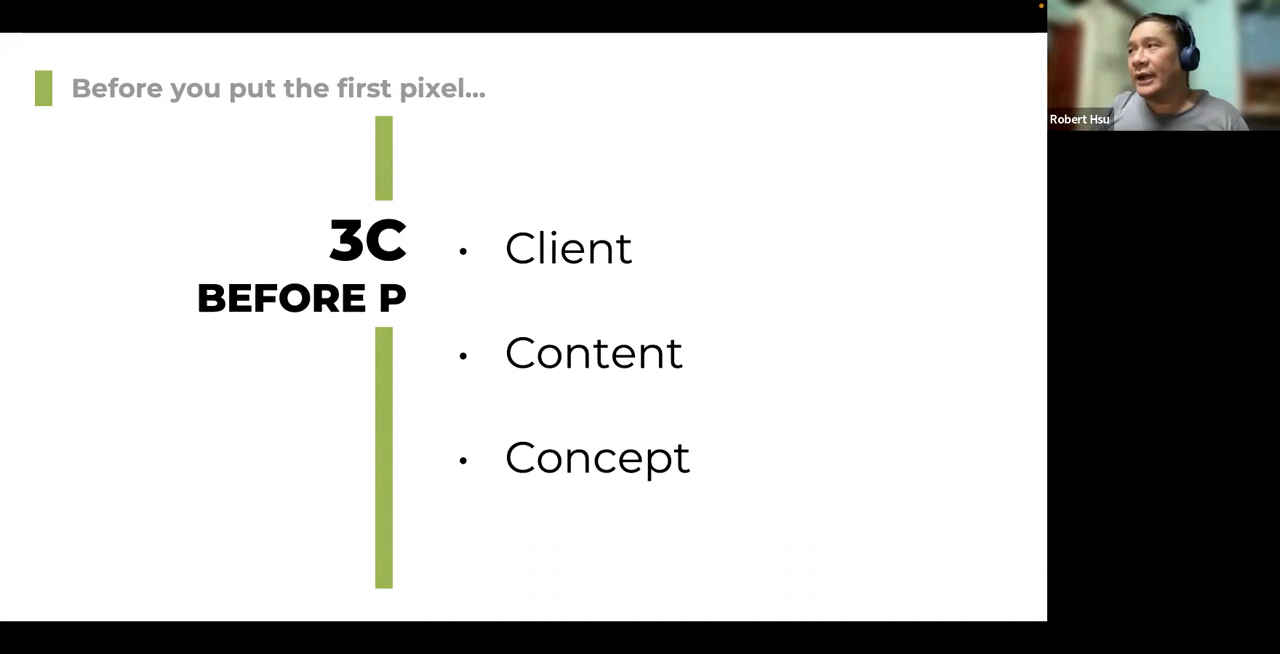 Before you put the first pixel...
3C
BEFORE P
• Client
• Content
• Concept
Robert Hsu